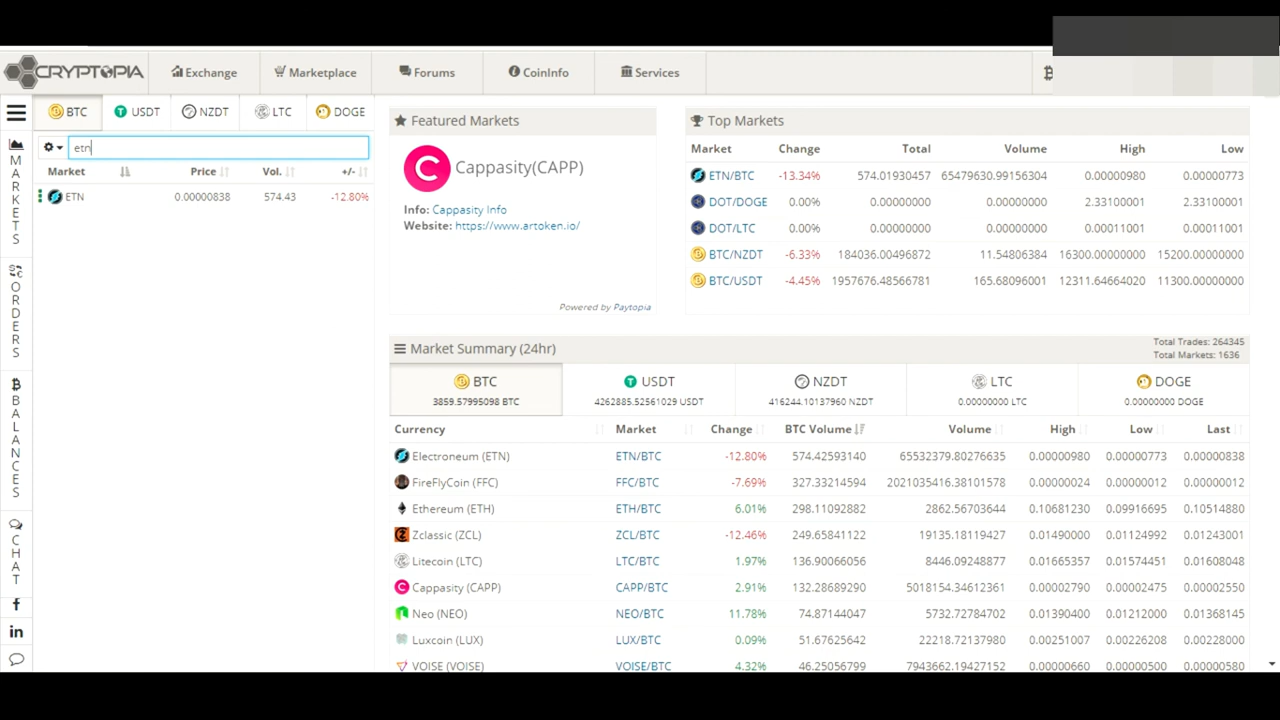 CRYPTOPIA Exchange Marketplace Forums CoinInfo Services
BTC USDT NZDT LTC DOGE
etn
Market Price Vol. +/-
ETN 0.00000838 574.43 -12.80%
MARKETS
ORDERS
BALANCES
CHAT
Featured Markets
Cappasity(CAPP)
Info: Cappasity Info
Website: https://www.artoken.io/
Powered by Paytopia
Top Markets
Market Change Total Volume High Low
ETN/BTC -13.34% 574.01930457 65479630.99156304 0.00000980 0.00000773
DOT/DOGE 0.00% 0.00000000 0.00000000 2.33100001 2.33100001
DOT/LTC 0.00% 0.00000000 0.00000000 0.00011001 0.00011001
BTC/NZDT -6.33% 184036.00496872 11.54806384 16300.00000000 15200.00000000
BTC/USDT -4.45% 1957676.48566781 165.68096001 12311.64664020 11300.00000000
Market Summary (24hr)
Total Trades: 264345
Total Markets: 1636
BTC USDT NZDT LTC DOGE
3859.57995098 BTC 4262885.52561029 USDT 416244.10137960 NZDT 0.00000000 LTC 0.00000000 DOGE
Currency Market Change BTC Volume Volume High Low Last
Electroneum (ETN) ETN/BTC -12.80% 574.42593140 65532379.80276635 0.00000980 0.00000773 0.00000838
FireFlyCoin (FFC) FFC/BTC -7.69% 327.33214594 2021035416.38101578 0.00000024 0.00000012 0.00000012
Ethereum (ETH) ETH/BTC 6.01% 298.11092882 2862.56703644 0.10681230 0.09916695 0.10514880
Zclassic (ZCL) ZCL/BTC -12.46% 249.65841122 19135.18119427 0.01490000 0.01124992 0.01243001
Litecoin (LTC) LTC/BTC 1.97% 136.90066056 8446.09248877 0.01665357 0.01574451 0.01608048
Cappasity (CAPP) CAPP/BTC 2.91% 132.28689290 5018154.34612361 0.00002790 0.00002475 0.00002550
Neo (NEO) NEO/BTC 11.78% 74.87144047 5732.72784702 0.01390400 0.01212000 0.01368145
Luxcoin (LUX) LUX/BTC 0.09% 51.67625642 22218.72137980 0.00251007 0.00226208 0.00228000
VOISE (VOISE) VOISE/BTC 4.32% 46.25056799 7943662.19427152 0.00000660 0.00000500 0.00000580